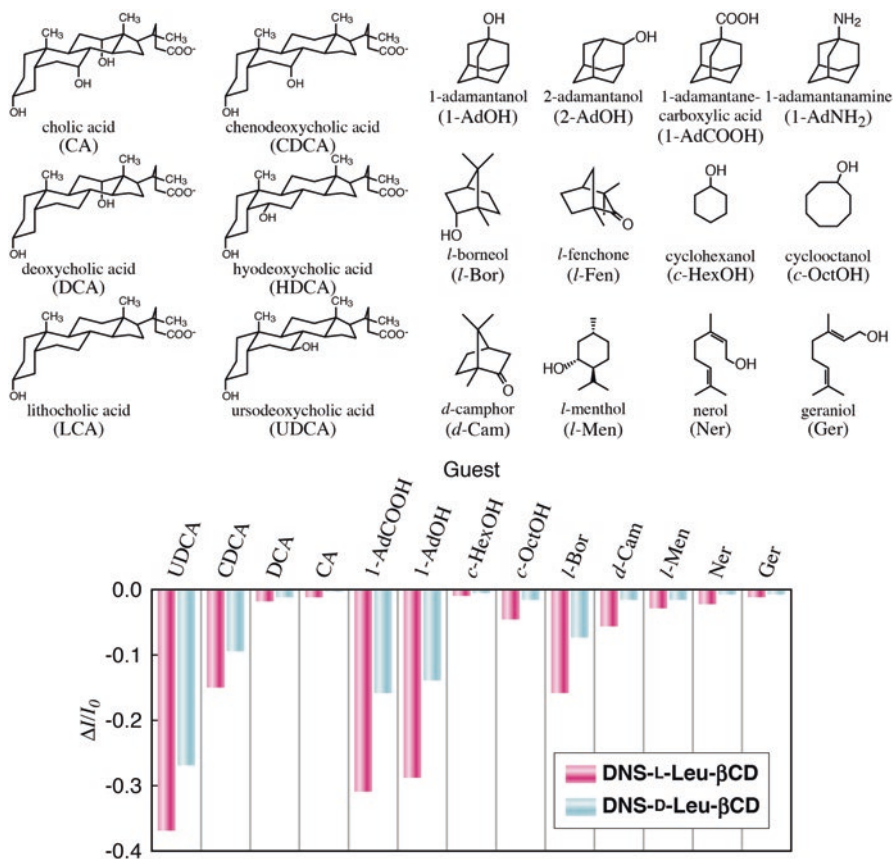 CH₃
CH₃
CH₃
COO⁻
OH
OH
OH
cholic acid
(CA)
CH₃
CH₃
CH₃
COO⁻
OH
OH
chenodeoxycholic acid
(CDCA)
OH
1-adamantanol
(1-AdOH)
OH
2-adamantanol
(2-AdOH)
COOH
1-adamantane-
carboxylic acid
(1-AdCOOH)
NH₂
1-adamantanamine
(1-AdNH₂)
CH₃
CH₃
CH₃
COO⁻
OH
OH
deoxycholic acid
(DCA)
CH₃
CH₃
CH₃
COO⁻
OH
OH
hyodeoxycholic acid
(HDCA)
HO
l-borneol
(l-Bor)
O
l-fenchone
(l-Fen)
OH
cyclohexanol
(c-HexOH)
OH
cyclooctanol
(c-OctOH)
CH₃
CH₃
CH₃
COO⁻
OH
lithocholic acid
(LCA)
CH₃
CH₃
CH₃
COO⁻
OH
OH
ursodeoxycholic acid
(UDCA)
O
d-camphor
(d-Cam)
HO
l-menthol
(l-Men)
OH
nerol
(Ner)
OH
geraniol
(Ger)
Guest
UDCA
CDCA
DCA
CA
1-AdCOOH
1-AdOH
c-HexOH
c-OctOH
l-Bor
d-Cam
l-Men
Ner
Ger
-0.0
-0.1
-0.2
-0.3
-0.4
ΔI/I₀
DNS-L-Leu-βCD
DNS-D-Leu-βCD